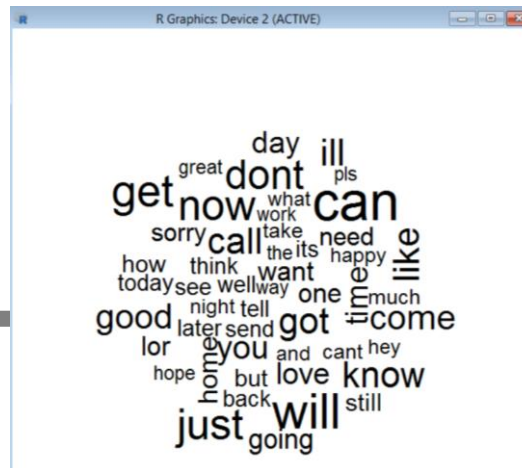 R Graphics: Device 2 (ACTIVE)
day
ill
great
dont
pls
get
now
what
work
can
sorry
call
take
the
its
need
happy
like
how
think
want
today
see
well
way
one
time
much
night
tell
good
later
send
got
come
lor
home
you
and
cant
hey
hope
but
love
know
back
will
still
just
going